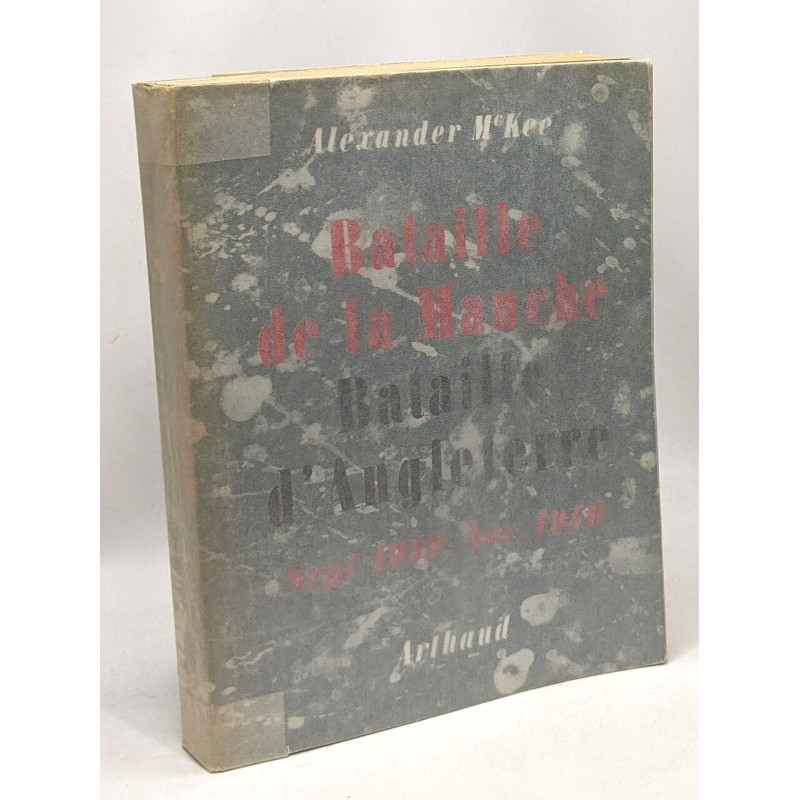 Alexander McKee
Bataille
de la Manche
Bataille
d'Angleterre
Sept. 1939 - Nov. 1940
Arthaud